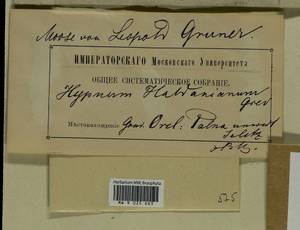 Moose von Leopold Gruner.
ИМПЕРАТОРСКАГО Московскаго Университета
ОБЩЕЕ СИСТЕМАТИЧЕСКОЕ СОБРАНІЕ.
Hypnum Haldanianum
Grev
Мѣстонахожденіе: Gouv. Orel:
Herbarium MW, Bryophyta
525